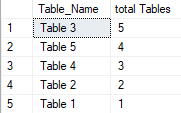 Table_Name total Tables
1 Table 3 5
2 Table 5 4
3 Table 4 3
4 Table 2 2
5 Table 1 1